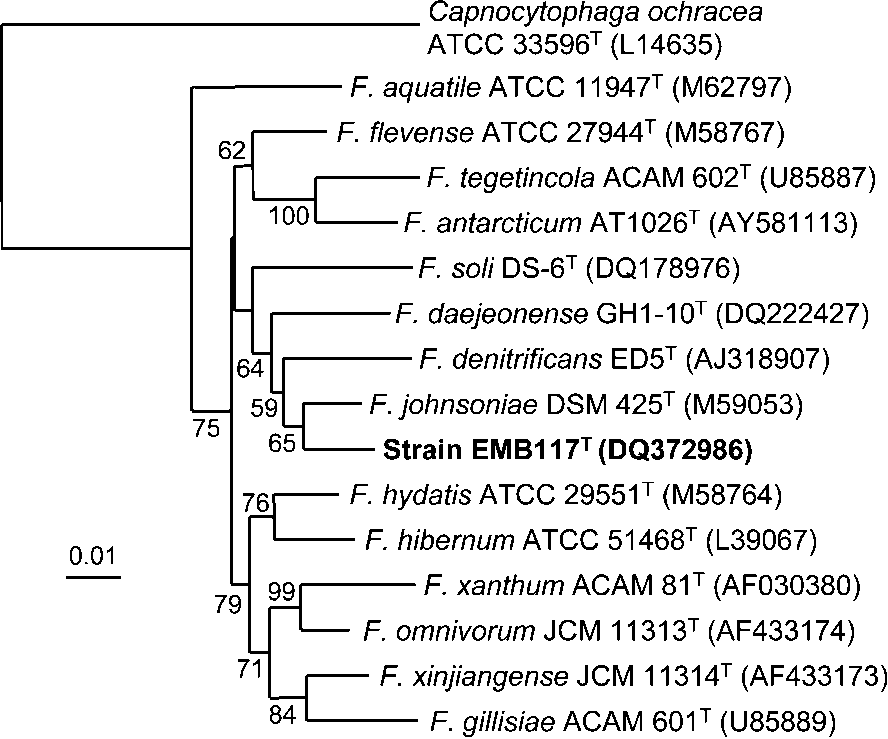 Capnocytophaga ochracea
ATCC 33596ᵀ (L14635)
F. aquatile ATCC 11947ᵀ (M62797)
F. flevense ATCC 27944ᵀ (M58767)
62
F. tegetincola ACAM 602ᵀ (U85887)
100
F. antarcticum AT1026ᵀ (AY581113)
F. soli DS-6ᵀ (DQ178976)
F. daejeonense GH1-10ᵀ (DQ222427)
64
F. denitrificans ED5ᵀ (AJ318907)
59
F. johnsoniae DSM 425ᵀ (M59053)
75
65
Strain EMB117ᵀ (DQ372986)
76
F. hydatis ATCC 29551ᵀ (M58764)
F. hibernum ATCC 51468ᵀ (L39067)
0.01
99
F. xanthum ACAM 81ᵀ (AF030380)
79
F. omnivorum JCM 11313ᵀ (AF433174)
71
F. xinjiangense JCM 11314ᵀ (AF433173)
84
F. gillisiae ACAM 601ᵀ (U85889)